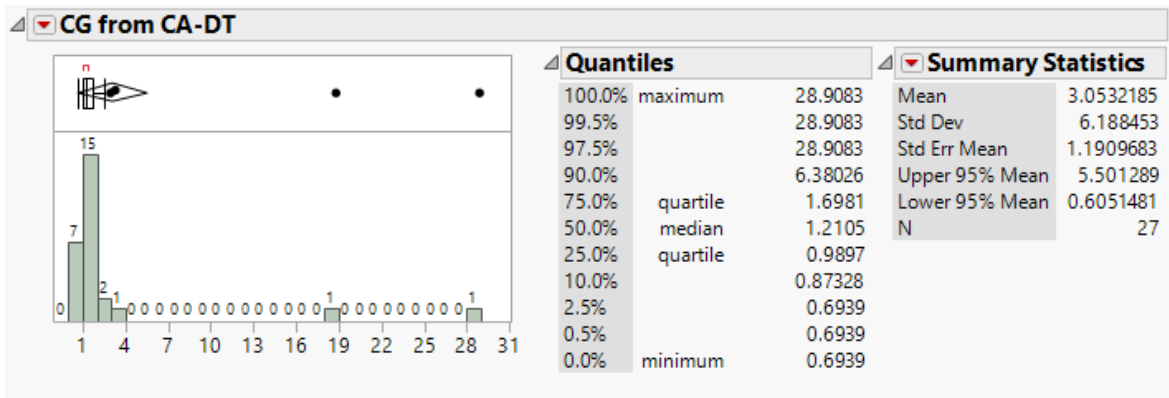 CG from CA-DT
15
7
2
1
1
1
0 0 0 0 0 0 0 0 0 0 0 0 0 0 0 0 0 0 0 0 0 0 0 0
1 4 7 10 13 16 19 22 25 28 31
Quantiles
100.0% maximum 28.9083
99.5% 28.9083
97.5% 28.9083
90.0% 6.38026
75.0% quartile 1.6981
50.0% median 1.2105
25.0% quartile 0.9897
10.0% 0.87328
2.5% 0.6939
0.5% 0.6939
0.0% minimum 0.6939
Summary Statistics
Mean 3.0532185
Std Dev 6.188453
Std Err Mean 1.1909683
Upper 95% Mean 5.501289
Lower 95% Mean 0.6051481
N 27